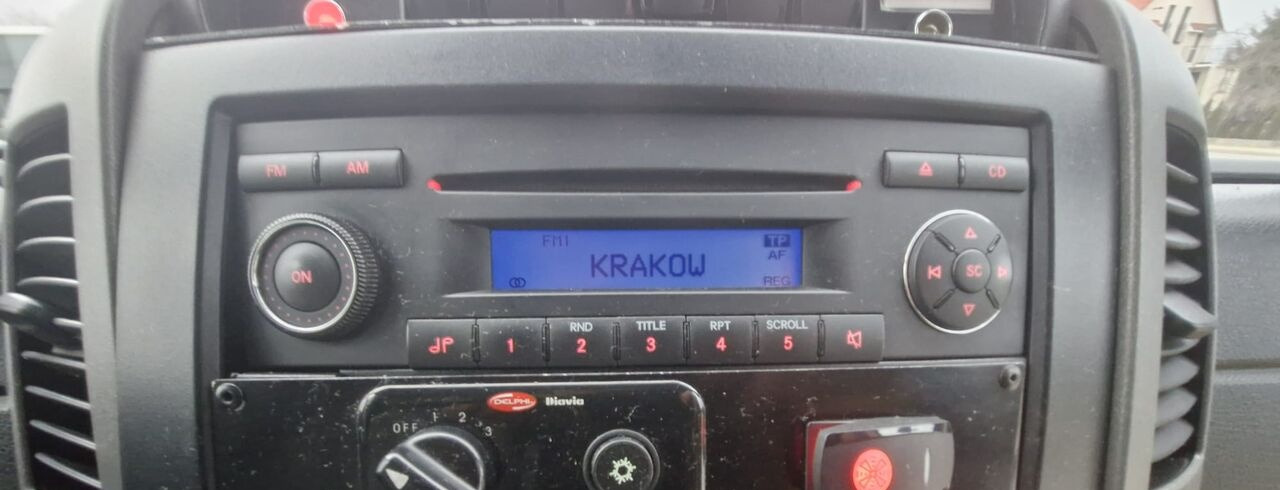 FM AM CD
FM1 TP
AF
KRAKOW
REG
ON SC
RND TITLE RPT SCROLL
1 2 3 4 5
DELPHI Diavia
OFF 1 2 3